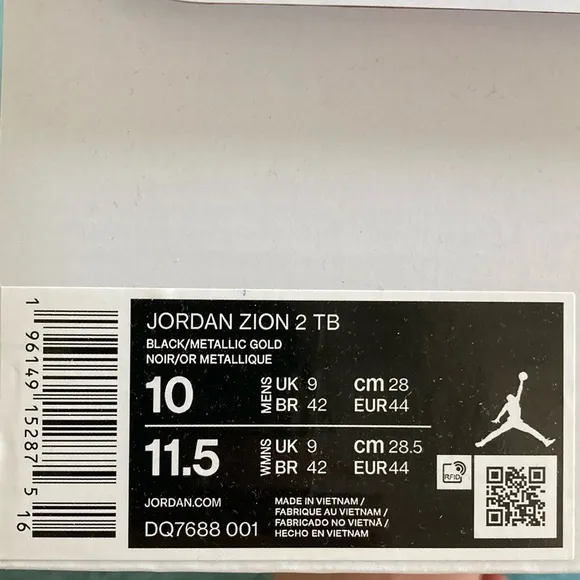 JORDAN ZION 2 TB
BLACK/METALLIC GOLD
NOIR/OR METALLIQUE
10 MENS UK 9 cm 28
BR 42 EUR 44
11.5 WMNS UK 9 cm 28.5
BR 42 EUR 44
RFID
JORDAN.COM
DQ7688 001
MADE IN VIETNAM /
FABRIQUE AU VIETNAM /
FABRICADO NO VIETNÃ /
HECHO EN VIETNAM
1 96149 15287 5 16